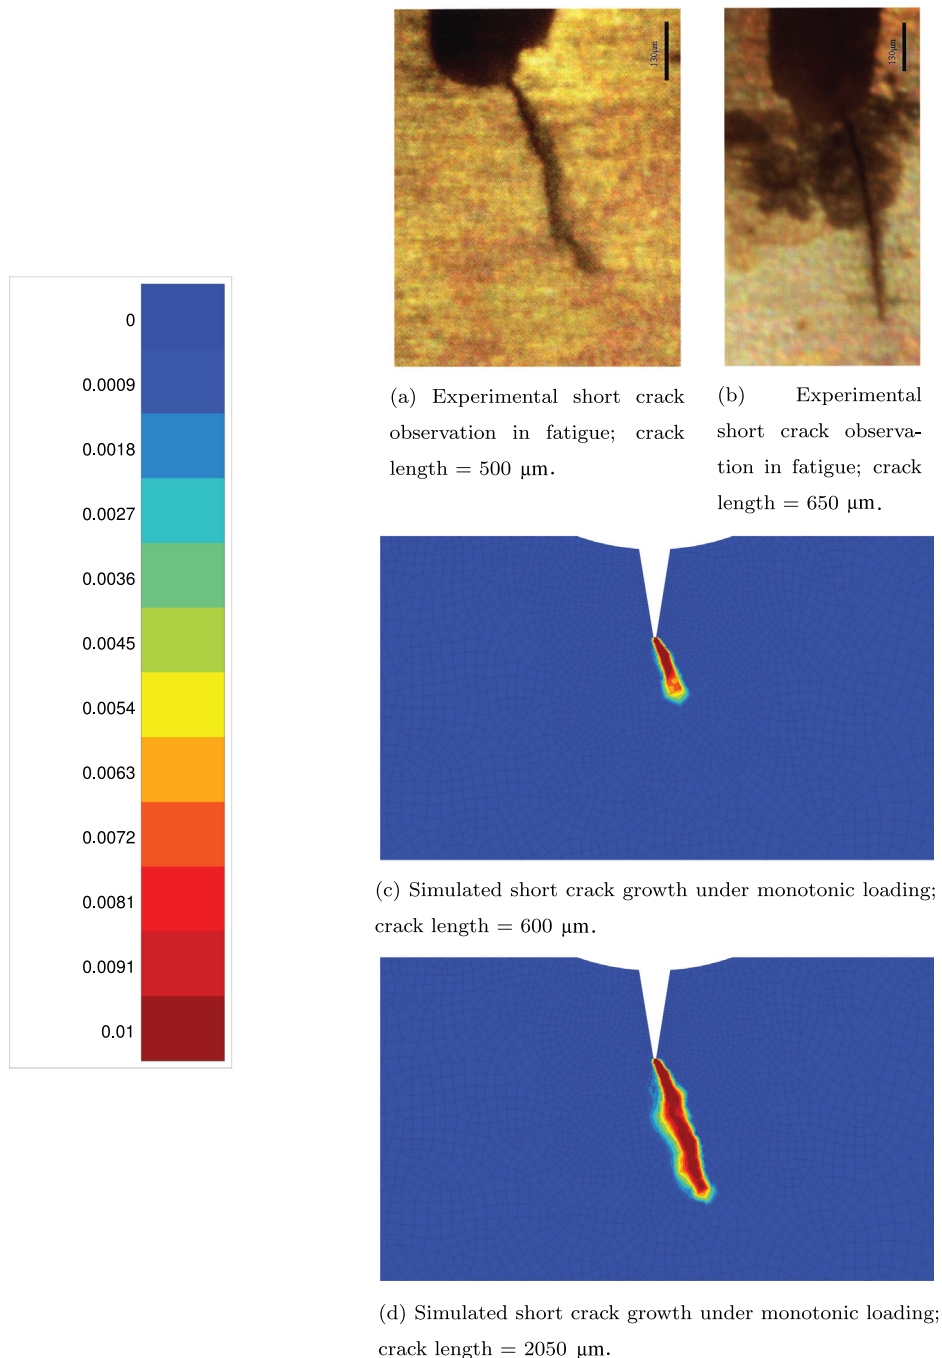 130μm
130μm
(a) Experimental short crack
observation in fatigue; crack
length = 500 μm.
(b) Experimental
short crack observa-
tion in fatigue; crack
length = 650 μm.
0
0.0009
0.0018
0.0027
0.0036
0.0045
0.0054
0.0063
0.0072
0.0081
0.0091
0.01
(c) Simulated short crack growth under monotonic loading;
crack length = 600 μm.
(d) Simulated short crack growth under monotonic loading;
crack length = 2050 μm.